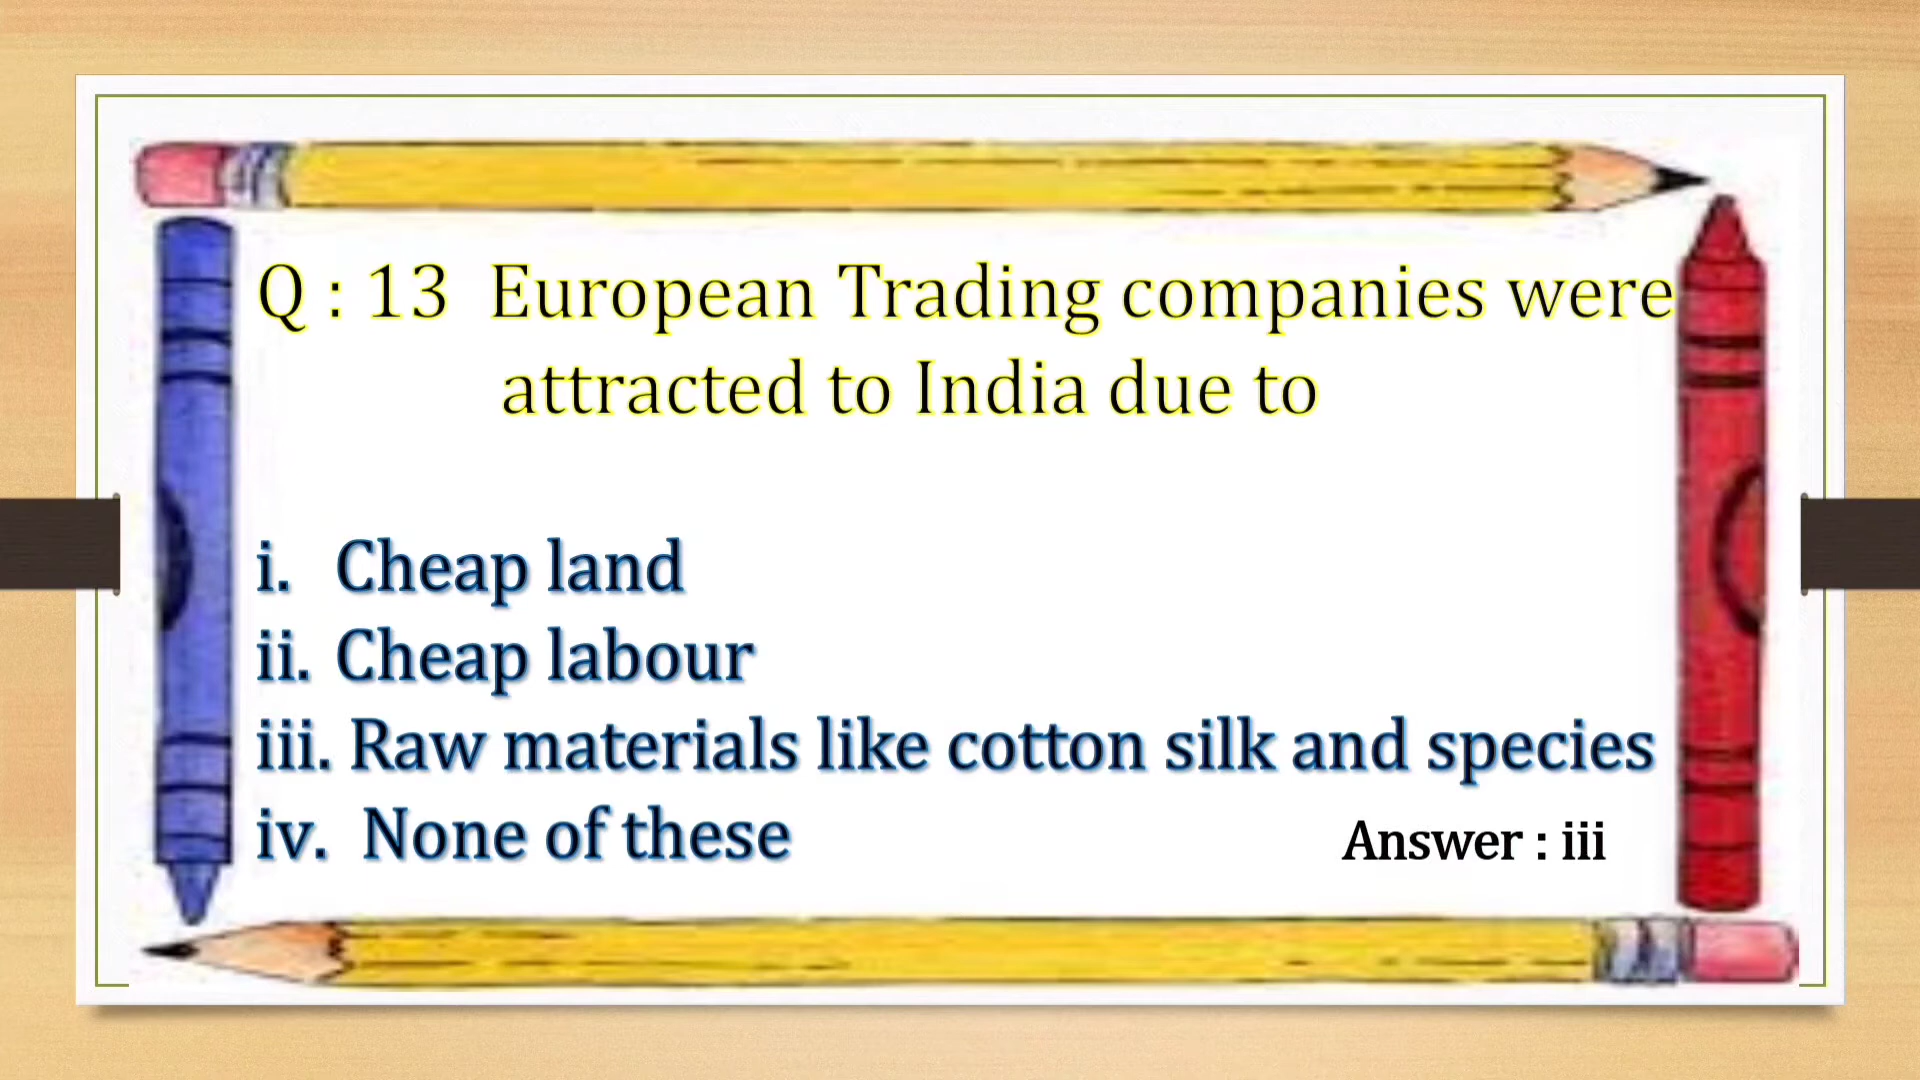 Q : 13 European Trading companies were
attracted to India due to
i. Cheap land
ii. Cheap labour
iii. Raw materials like cotton silk and species
iv. None of these
Answer : iii